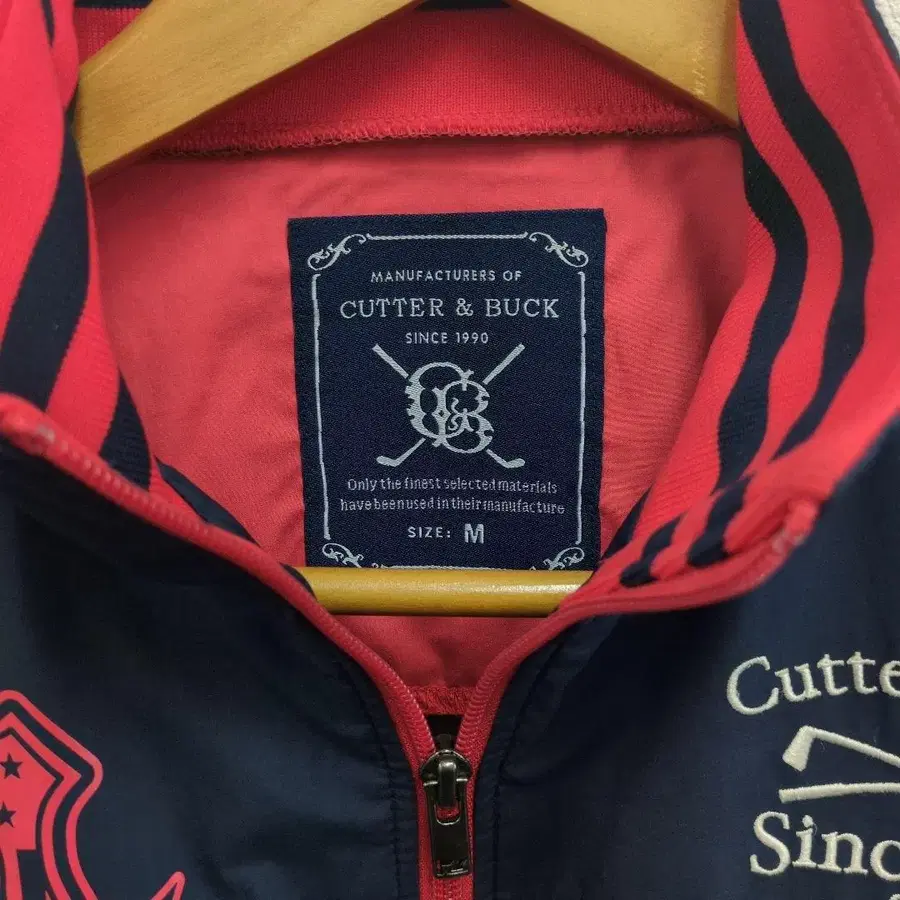 MANUFACTURERS OF
CUTTER & BUCK
SINCE 1990
C&B
Only the finest selected materials
have been used in their manufacture
SIZE: M
Cutte
Sinc